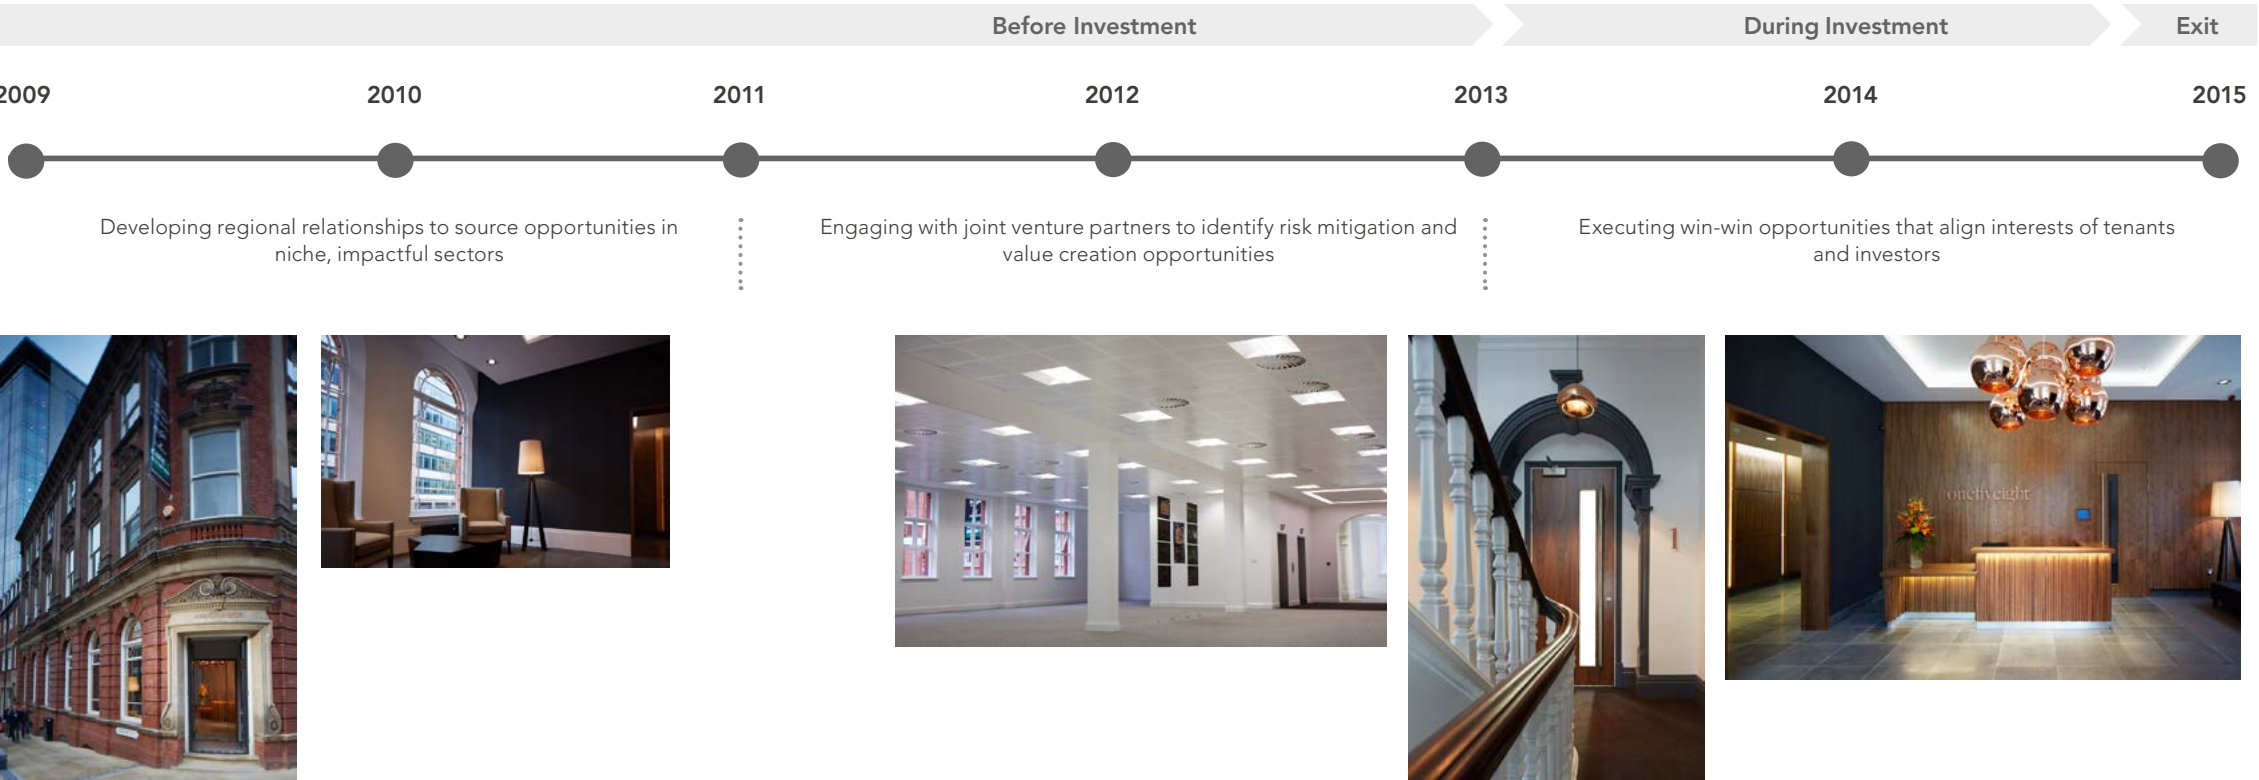 Before Investment
During Investment
Exit
2009
2010
2011
2012
2013
2014
2015
Developing regional relationships to source opportunities in
niche, impactful sectors
Engaging with joint venture partners to identify risk mitigation and
value creation opportunities
Executing win-win opportunities that align interests of tenants
and investors
1
onefiveight